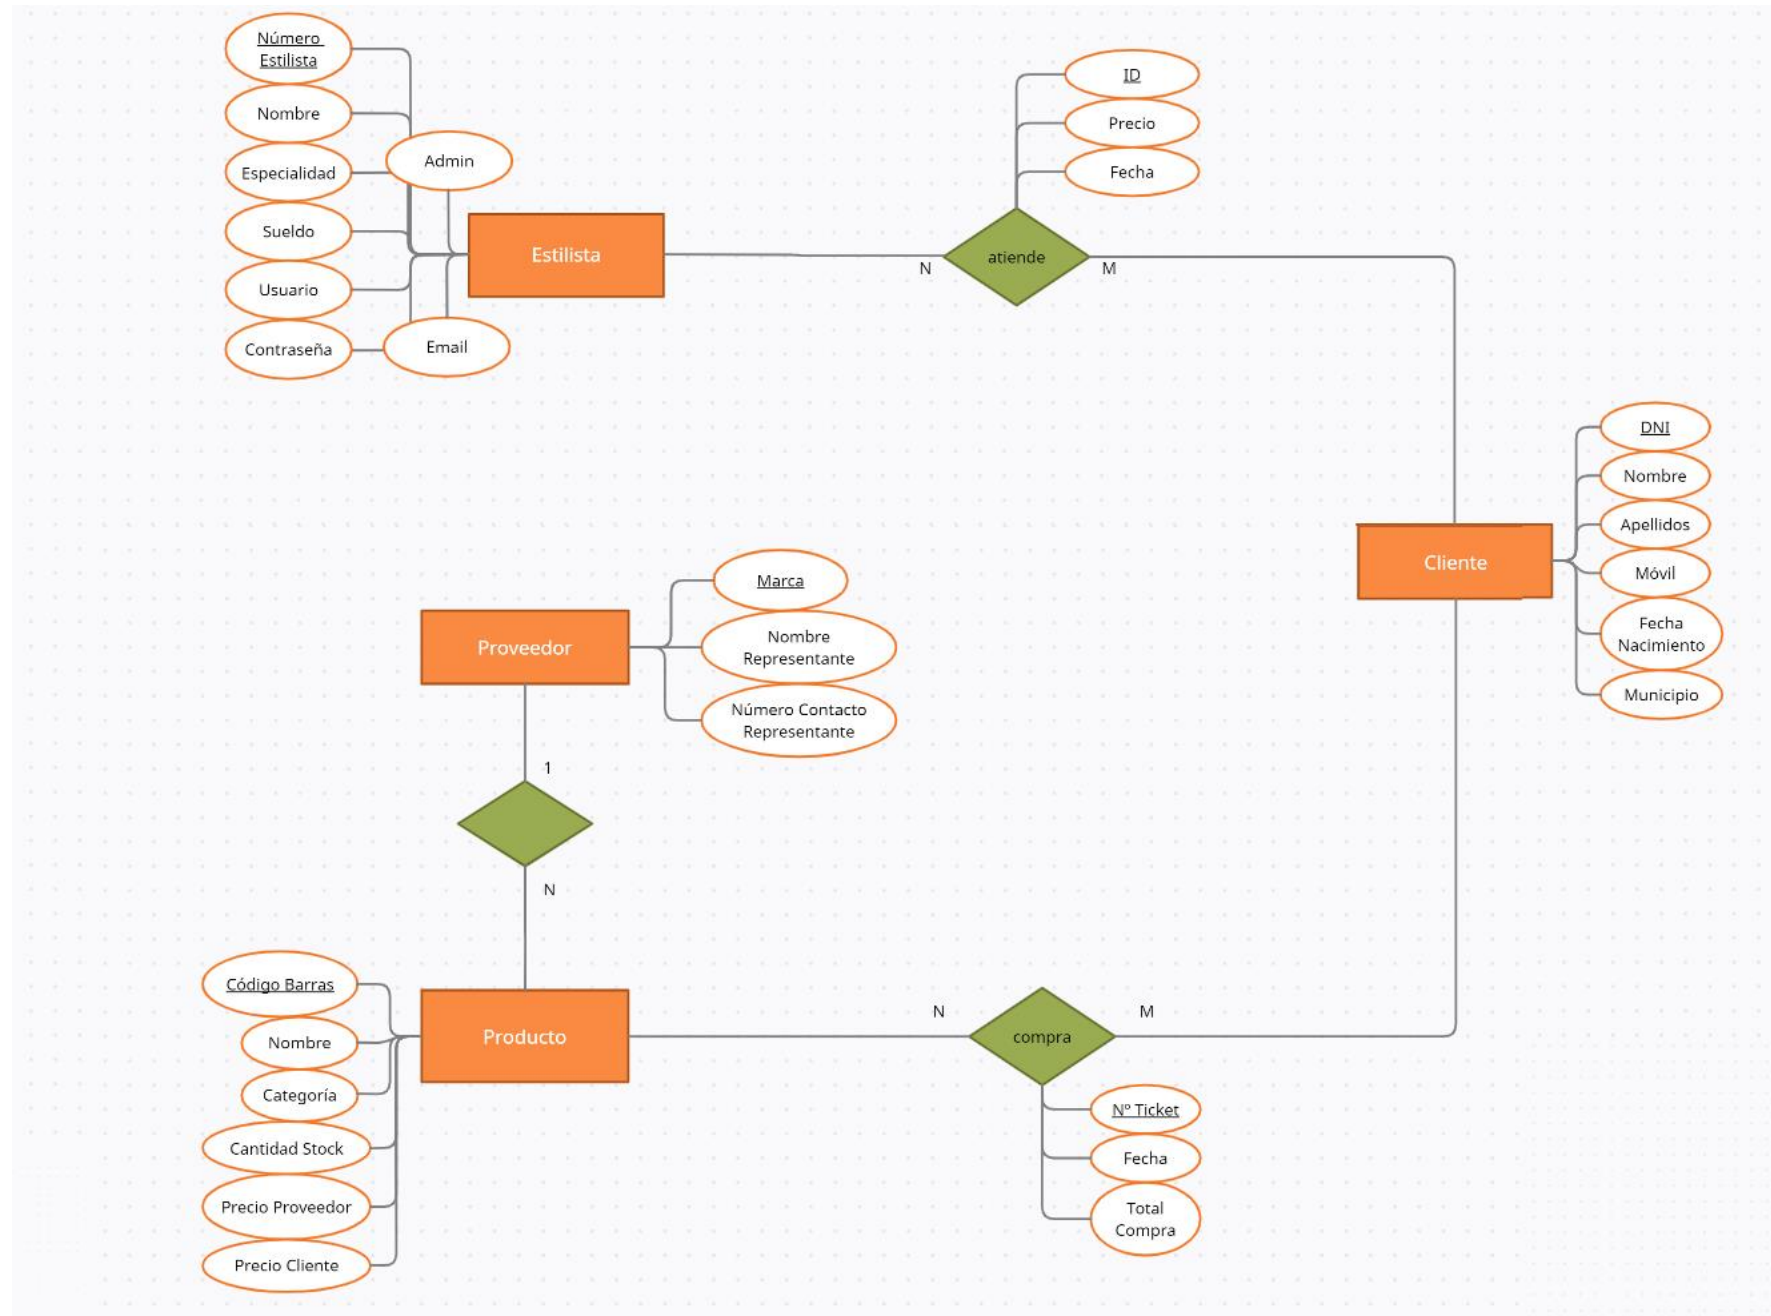 Número
Estilista
Nombre
Especialidad
Sueldo
Usuario
Contraseña
Admin
Email
Estilista
N
atiende
M
ID
Precio
Fecha
Cliente
DNI
Nombre
Apellidos
Móvil
Fecha
Nacimiento
Municipio
Proveedor
Marca
Nombre
Representante
Número Contacto
Representante
1
N
Producto
Código Barras
Nombre
Categoría
Cantidad Stock
Precio Proveedor
Precio Cliente
N
compra
M
Nº Ticket
Fecha
Total
Compra